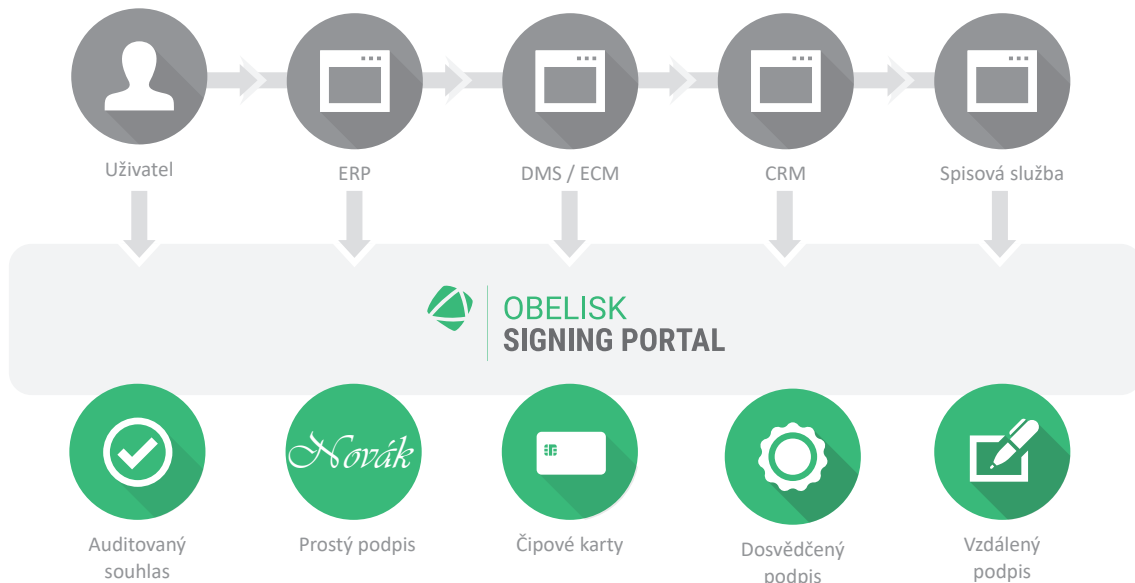 Uživatel
ERP
DMS / ECM
CRM
Spisová služba
OBELISK
SIGNING PORTAL
Novák
Auditovaný
souhlas
Prostý podpis
Čipové karty
Dosvědčený
podpis
Vzdálený
podpis